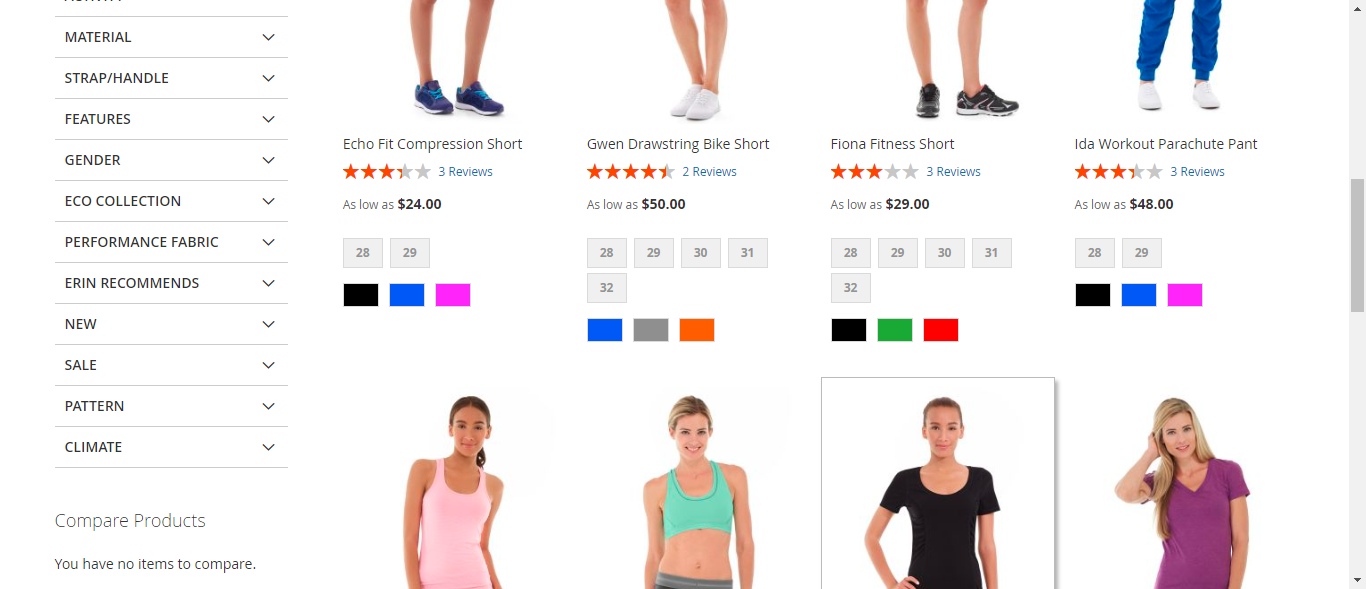 MATERIAL
STRAP/HANDLE
FEATURES
GENDER
ECO COLLECTION
PERFORMANCE FABRIC
ERIN RECOMMENDS
NEW
SALE
PATTERN
CLIMATE
Compare Products
You have no items to compare.
Echo Fit Compression Short
3 Reviews
As low as $24.00
28 29
Gwen Drawstring Bike Short
2 Reviews
As low as $50.00
28 29 30 31
32
Fiona Fitness Short
3 Reviews
As low as $29.00
28 29 30 31
32
Ida Workout Parachute Pant
3 Reviews
As low as $48.00
28 29